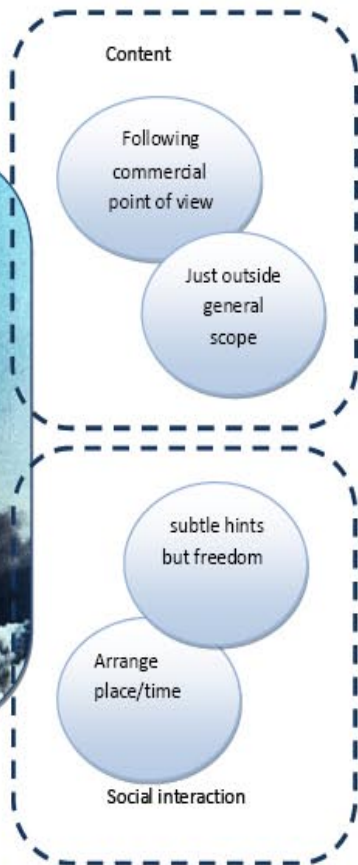 Content
Following
commercial
point of view
Just outside
general
scope
subtle hints
but freedom
Arrange
place/time
Social interaction